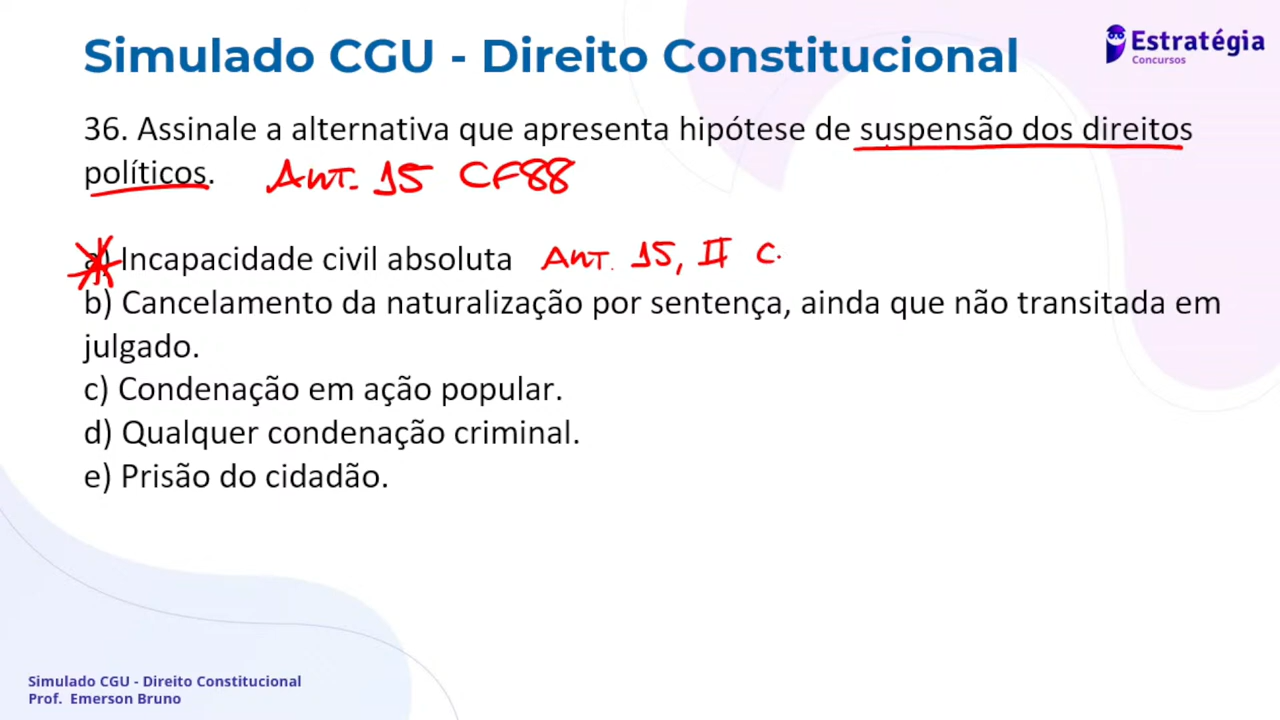 Simulado CGU - Direito Constitucional
Estratégia
Concursos
36. Assinale a alternativa que apresenta hipótese de suspensão dos direitos
políticos. Art. 15 CF88
a) Incapacidade civil absoluta Art. 15, II C.
b) Cancelamento da naturalização por sentença, ainda que não transitada em
julgado.
c) Condenação em ação popular.
d) Qualquer condenação criminal.
e) Prisão do cidadão.
Simulado CGU - Direito Constitucional
Prof. Emerson Bruno